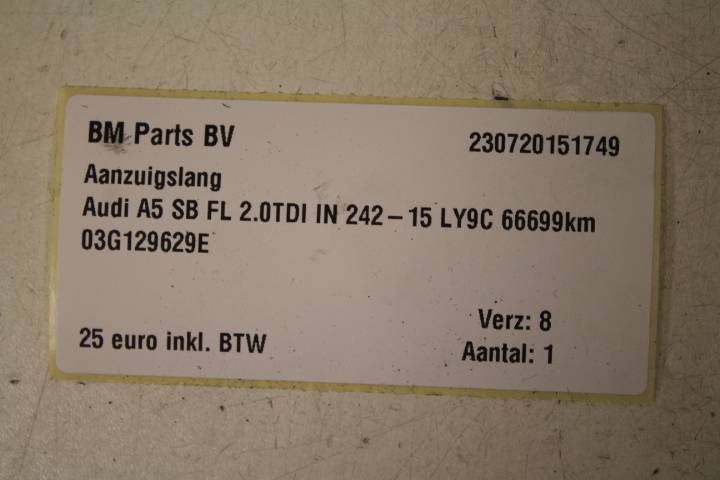 BM Parts BV 230720151749
Aanzuigslang
Audi A5 SB FL 2.0TDI IN 242-15 LY9C 66699km
03G129629E
Verz: 8
25 euro inkl. BTW Aantal: 1